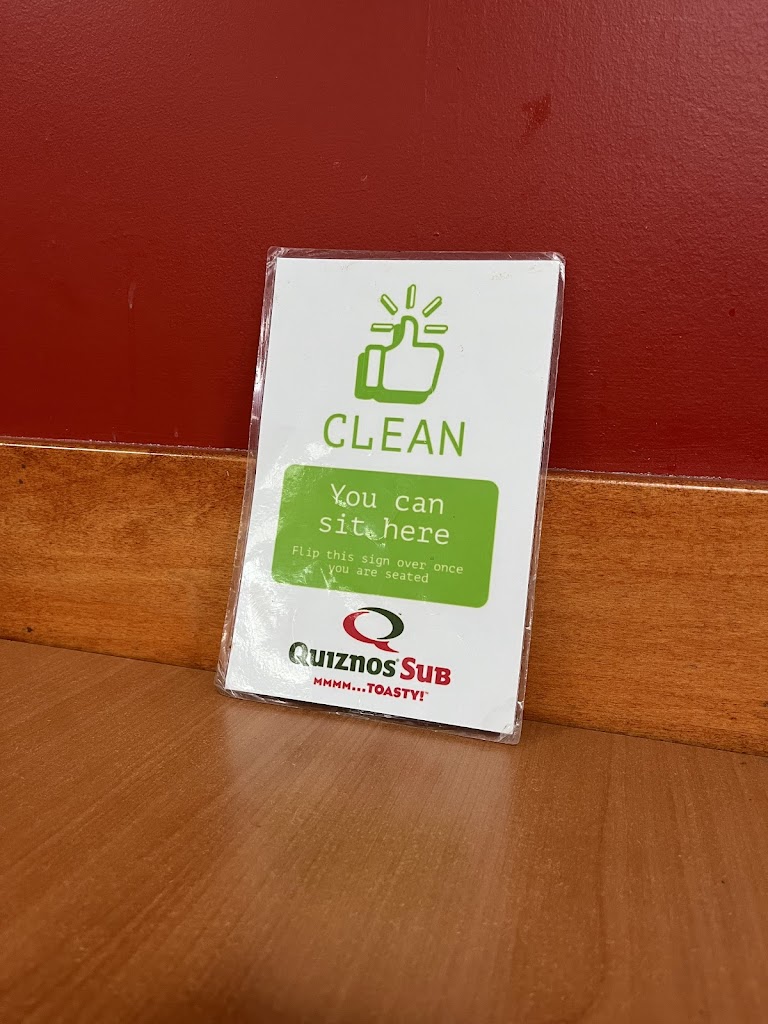 CLEAN
You can
sit here
Flip this sign over once
you are seated
QUIZNOS SUB
MMMM...TOASTY!